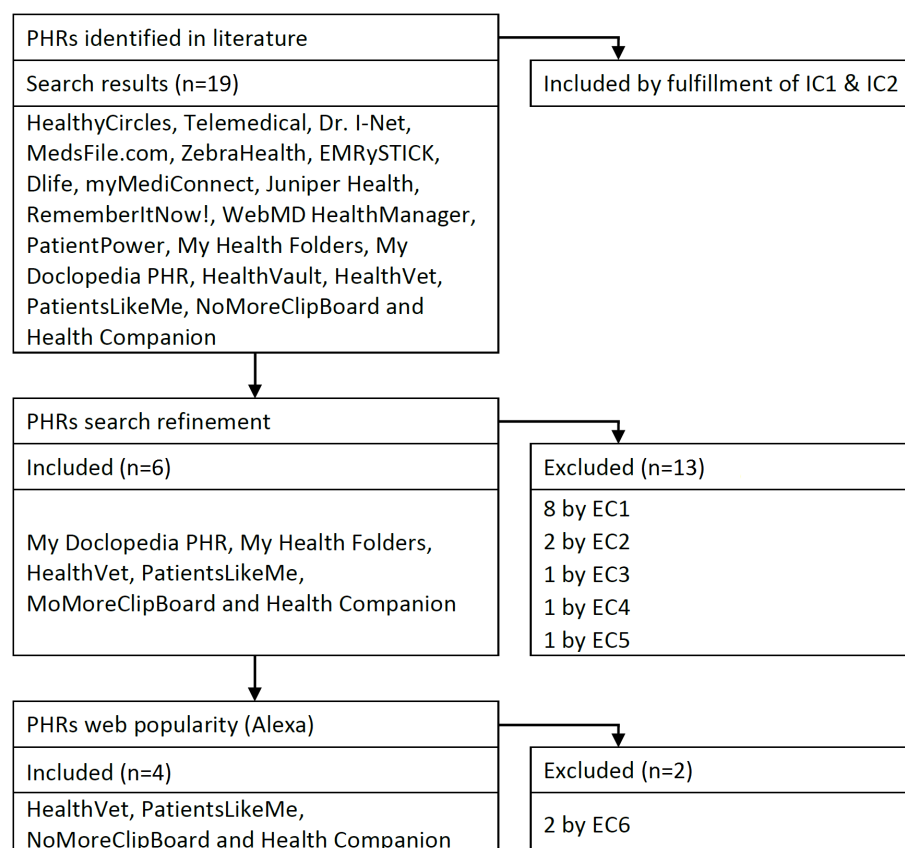 PHRs identified in literature
Search results (n=19)
Included by fulfillment of IC1 & IC2
HealthyCircles, Telemedical, Dr. I-Net,
MedsFile.com, ZebraHealth, EMRySTICK,
Dlife, myMediConnect, Juniper Health,
RememberItNow!, WebMD HealthManager,
PatientPower, My Health Folders, My
Doclopedia PHR, HealthVault, HealthVet,
PatientsLikeMe, NoMoreClipBoard and
Health Companion
PHRs search refinement
Included (n=6)
My Doclopedia PHR, My Health Folders,
HealthVet, PatientsLikeMe,
MoMoreClipBoard and Health Companion
Excluded (n=13)
8 by EC1
2 by EC2
1 by EC3
1 by EC4
1 by EC5
PHRs web popularity (Alexa)
Included (n=4)
HealthVet, PatientsLikeMe,
NoMoreClipBoard and Health Companion
Excluded (n=2)
2 by EC6